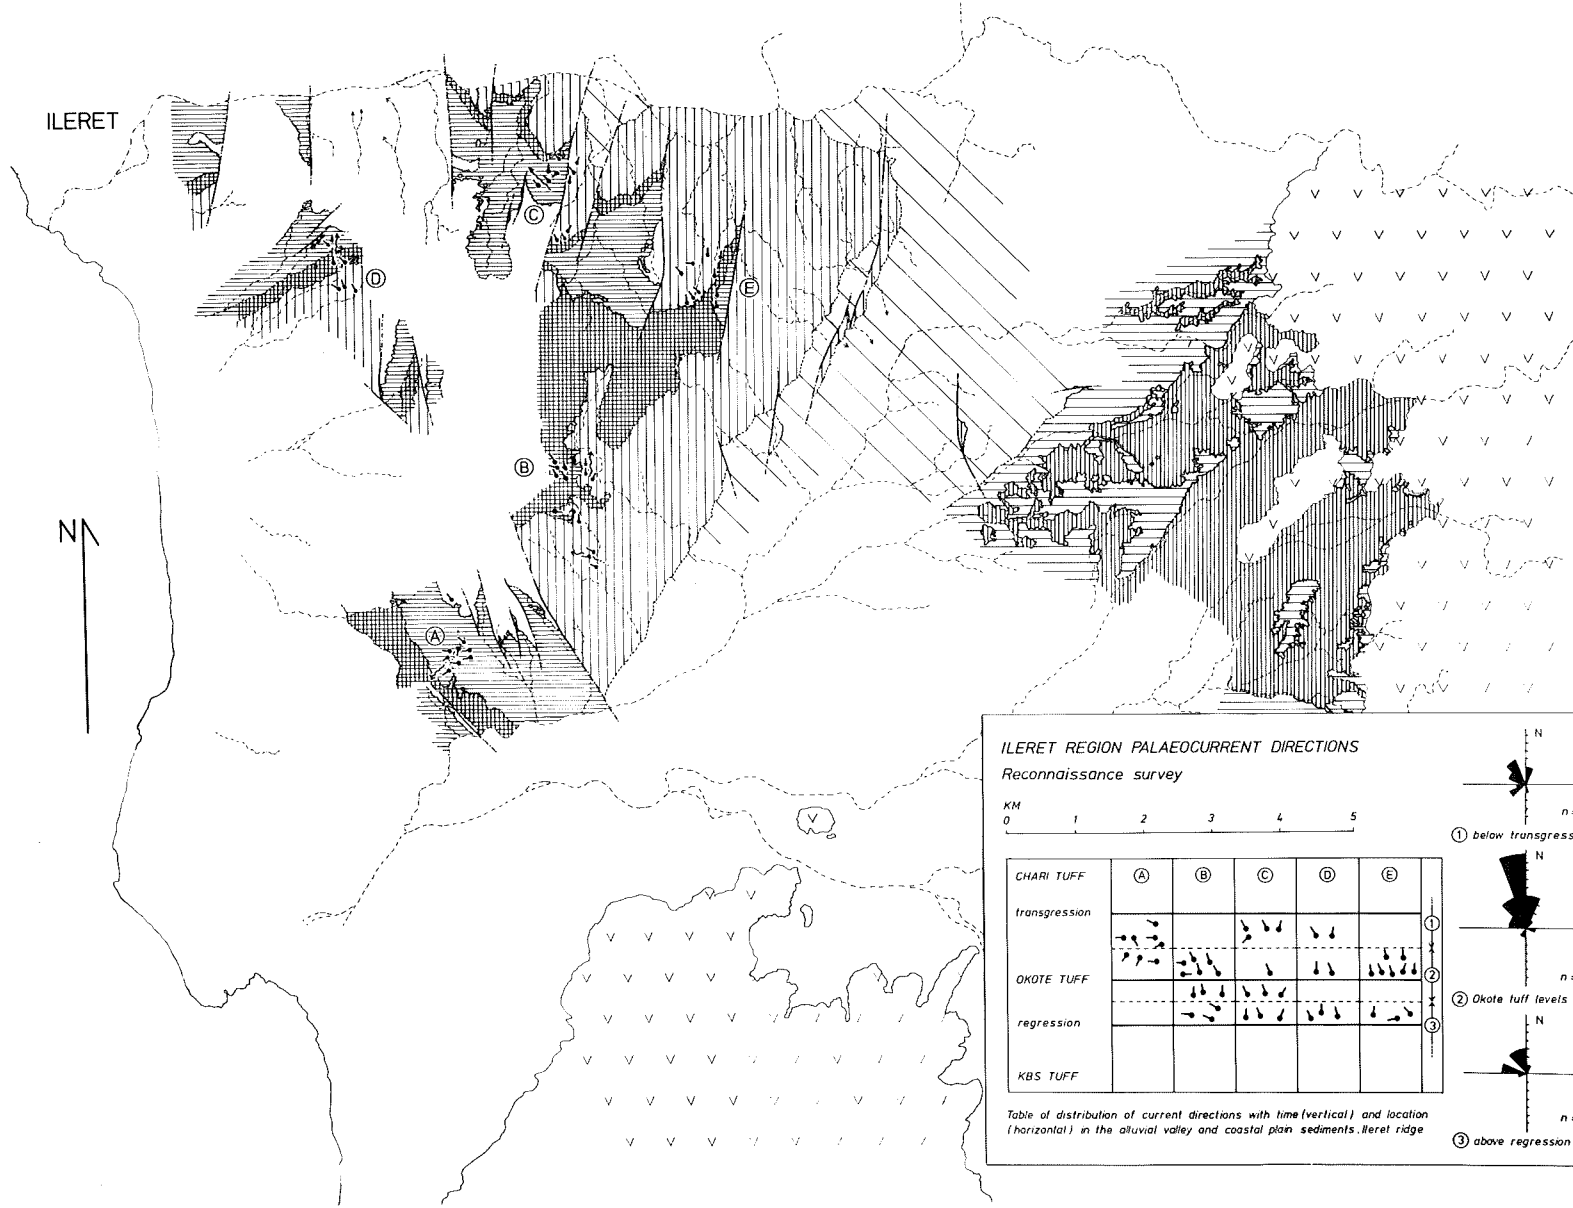 ILERET
C
D
E
B
N
A
ILERET REGION PALAEOCURRENT DIRECTIONS
Reconnaissance survey
KM
0 1 2 3 4 5
CHARI TUFF A B C D E
transgression
1
OKOTE TUFF
2
regression
3
KBS TUFF
Table of distribution of current directions with time (vertical) and location
(horizontal) in the alluvial valley and coastal plain sediments, Ileret ridge
N
n=
1 below transgress
N
n=
2 Okote tuff levels
N
n=
3 above regression